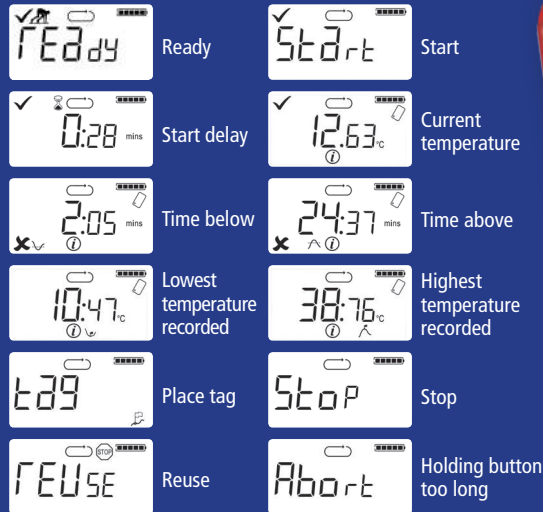 rEAdy
Ready
StArt
Start
0:28 mins
Start delay
12.63 °c
i
Current
temperature
2:05 mins
i
Time below
24:37 mins
i
Time above
10:47 °c
i
Lowest
temperature
recorded
38:76 °c
i
Highest
temperature
recorded
tag
Place tag
StoP
Stop
STOP
rEUSE
Reuse
Abort
Holding button
too long